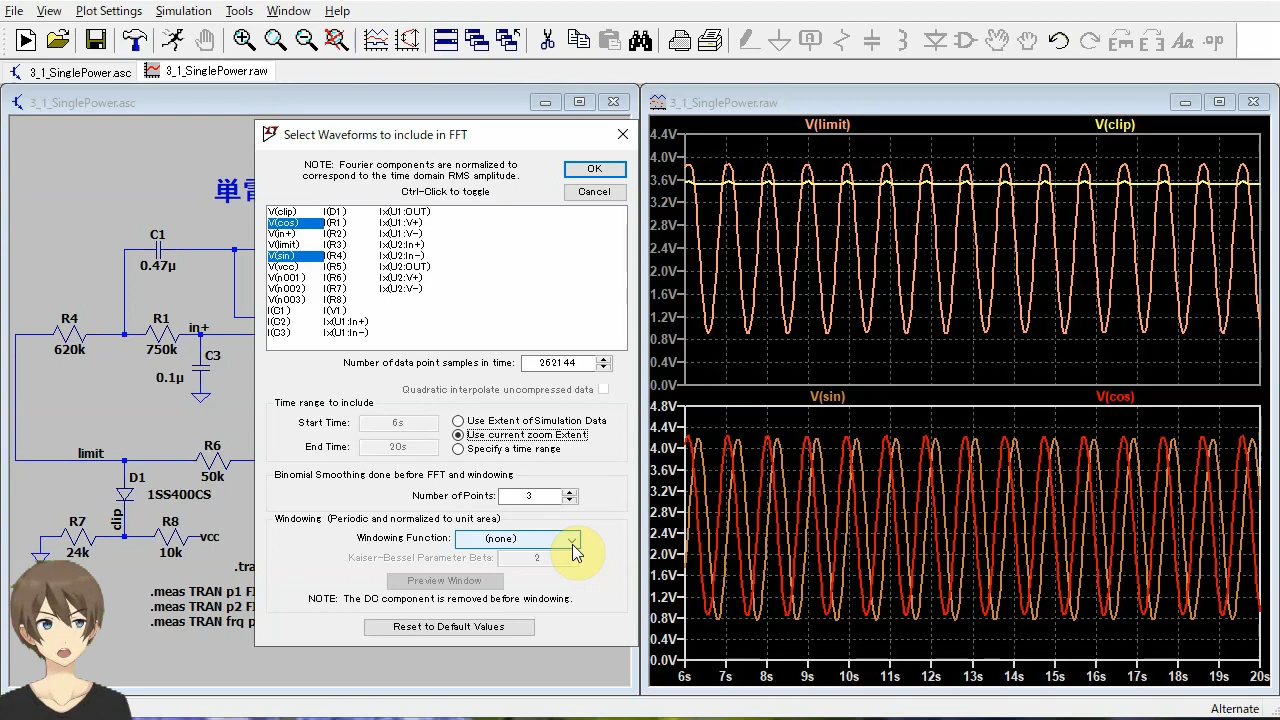 File View Plot Settings Simulation Tools Window Help
.op
3_1_SinglePower.asc 3_1_SinglePower.raw
3_1_SinglePower.asc
単
C1
0.47μ
R4
620k
R1
750k
in+
C3
0.1μ
limit
R6
50k
D1
1SS400CS
clip
R7
24k
R8
10k
vcc
.tra
.meas TRAN p1 FI
.meas TRAN p2 FI
.meas TRAN frq p
Select Waveforms to include in FFT
NOTE: Fourier components are normalized to
correspond to the time domain RMS amplitude.
Ctrl-Click to toggle
OK
Cancel
V(clip) I(D1) Ix(U1:OUT)
V(cos) I(R1) Ix(U1:V+)
V(in+) I(R2) Ix(U1:V-)
V(limit) I(R3) Ix(U2:In+)
V(sin) I(R4) Ix(U2:In-)
V(vcc) I(R5) Ix(U2:OUT)
V(n001) I(R6) Ix(U2:V+)
V(n002) I(R7) Ix(U2:V-)
V(n003) I(R8)
I(C1) I(V1)
I(C2) Ix(U1:In+)
I(C3) Ix(U1:In-)
Number of data point samples in time: 262144
Quadratic interpolate uncompressed data
Time range to include
Start Time: 6s
End Time: 20s
Use Extent of Simulation Data
Use current zoom Extent
Specify a time range
Binomial Smoothing done before FFT and windowing
Number of Points: 3
Windowing (Periodic and normalized to unit area)
Windowing Function: (none)
Kaiser-Bessel Parameter Beta: 2
Preview Window
NOTE: The DC component is removed before windowing.
Reset to Default Values
3_1_SinglePower.raw
V(limit) V(clip)
4.4V
4.0V
3.6V
3.2V
2.8V
2.4V
2.0V
1.6V
1.2V
0.8V
0.4V
0.0V
V(sin) V(cos)
4.8V
4.4V
4.0V
3.6V
3.2V
2.8V
2.4V
2.0V
1.6V
1.2V
0.8V
0.4V
0.0V
6s 7s 8s 9s 10s 11s 12s 13s 14s 15s 16s 17s 18s 19s 20s
Alternate